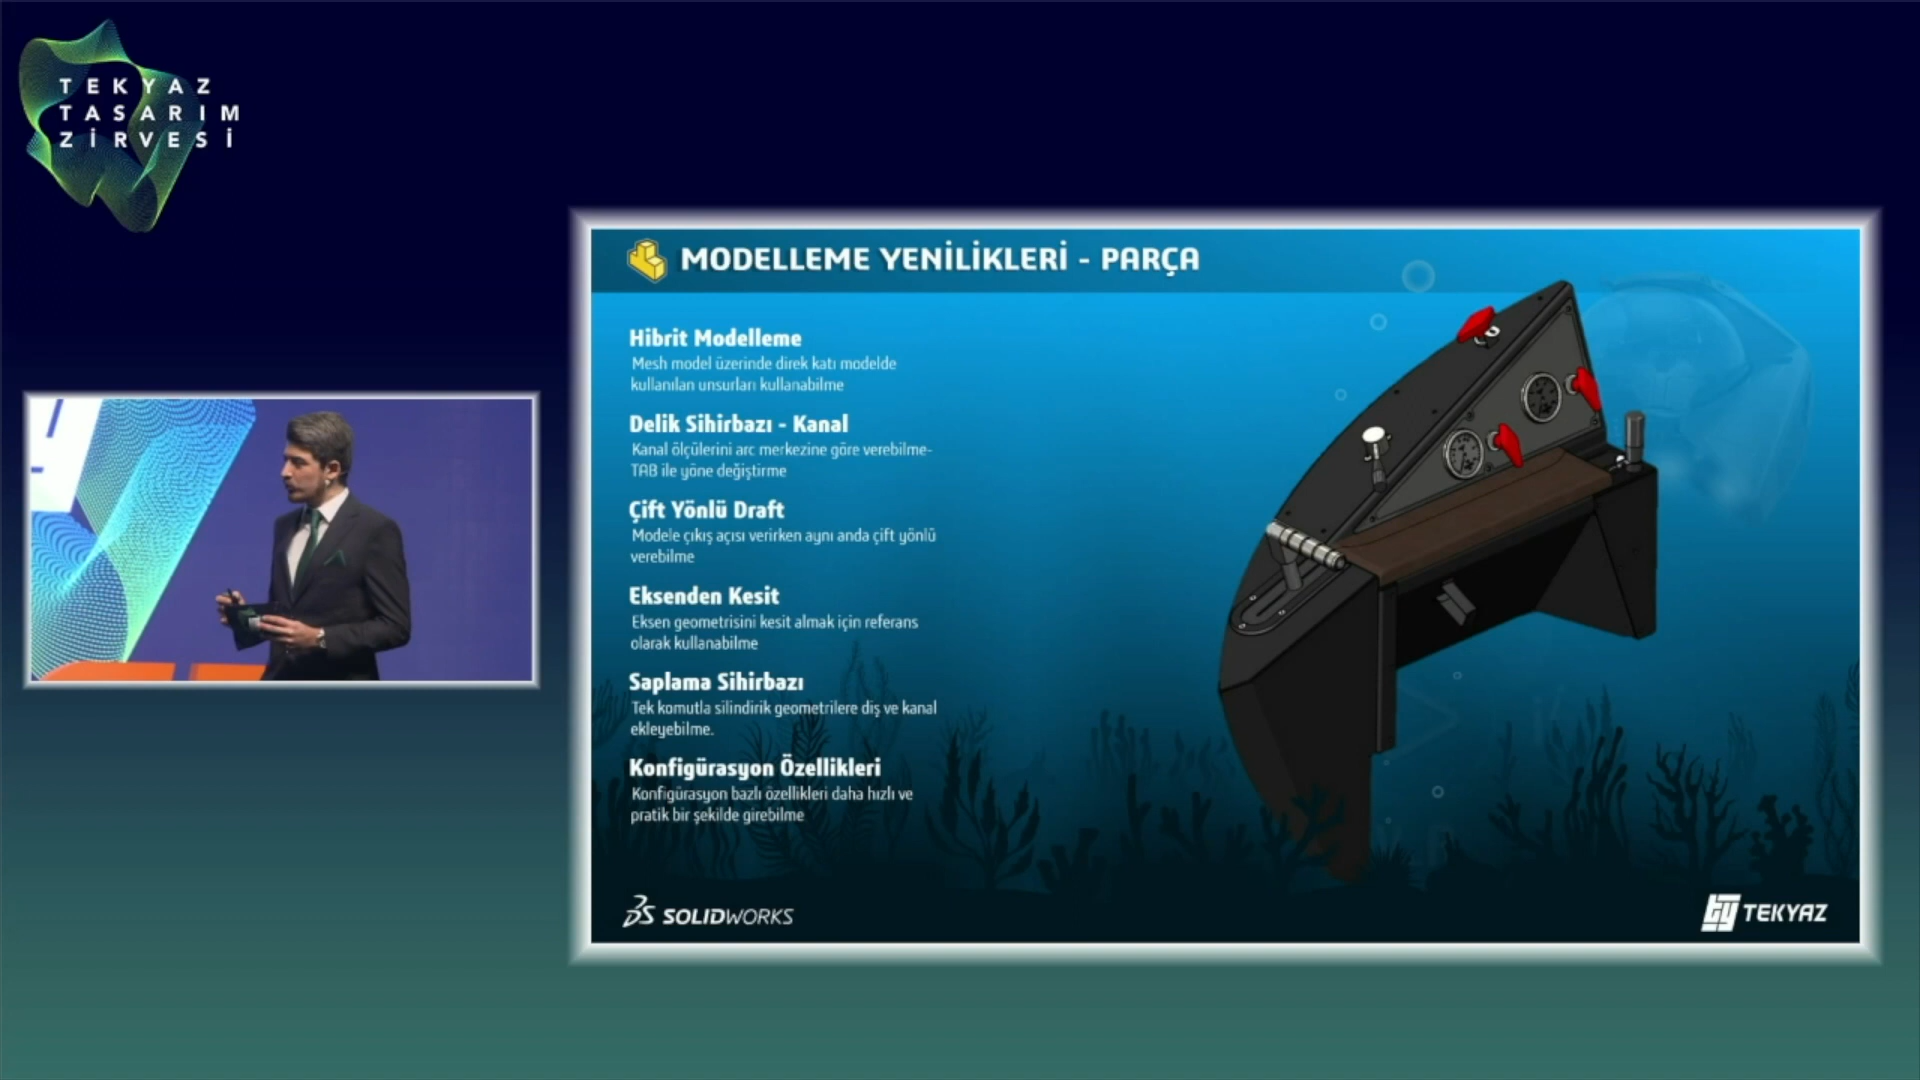 TEKYAZ
TASARIM
ZİRVESİ
MODELLEME YENİLİKLERİ - PARÇA
Hibrit Modelleme
Mesh model üzerinde direk katı modelde
kullanılan unsurları kullanabilme
Delik Sihirbazı - Kanal
Kanal ölçülerini arc merkezine göre verebilme-
TAB ile yöne değiştirme
Çift Yönlü Draft
Modele çıkış açısı verirken aynı anda çift yönlü
verebilme
Eksenden Kesit
Eksen geometrisini kesit almak için referans
olarak kullanabilme
Saplama Sihirbazı
Tek komutla silindirik geometrilere diş ve kanal
ekleyebilme.
Konfigürasyon Özellikleri
Konfigürasyon bazlı özellikleri daha hızlı ve
pratik bir şekilde girebilme
3DS SOLIDWORKS
ty TEKYAZ